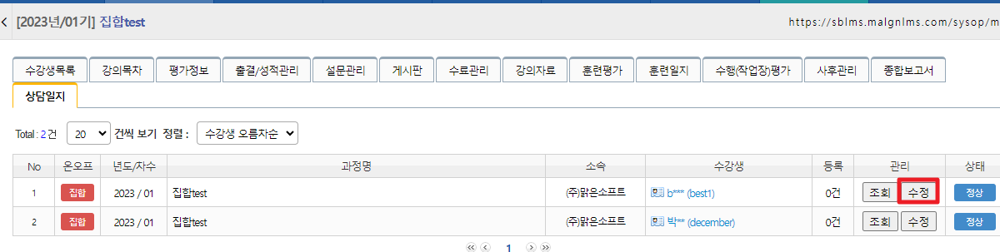 [2023년/01기] 집합test
https://sblms.malgnlms.com/sysop/m
수강생목록 강의목차 평가정보 출결/성적관리 설문관리 게시판 수료관리 강의자료 훈련평가 훈련일지 수행(작업장)평가 사후관리 종합보고서
상담일지
Total : 2 건 20 건씩 보기 정렬 : 수강생 오름차순
No 온오프 년도/차수 과정명 소속 수강생 등록 관리 상태
1 집합 2023 / 01 집합test (주)맑은소프트 b*** (best1) 0건 조회 수정 정상
2 집합 2023 / 01 집합test (주)맑은소프트 박** (december) 0건 조회 수정 정상
1